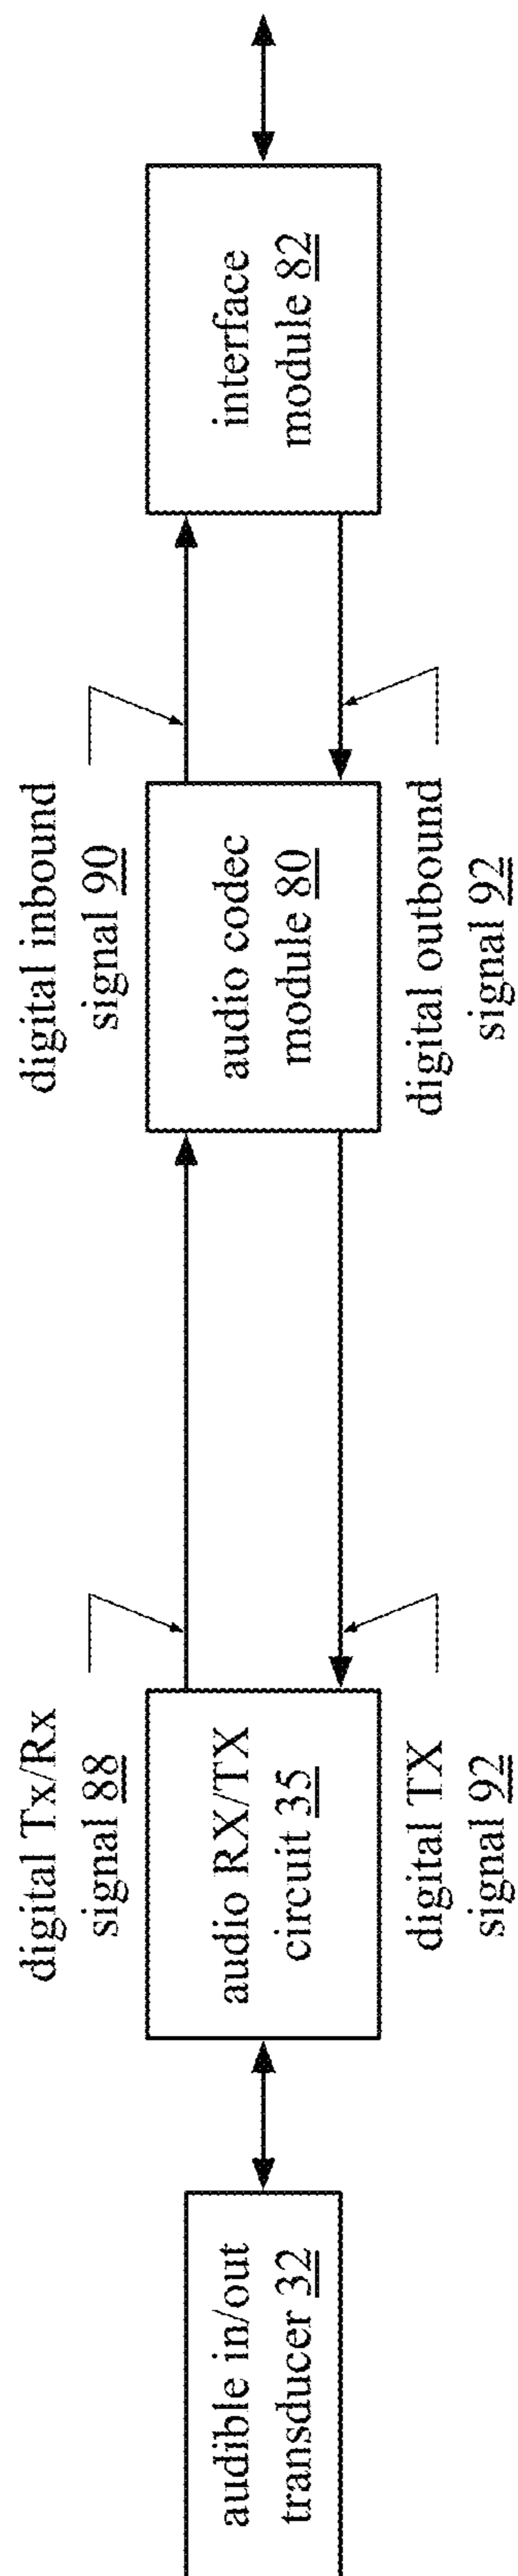 digital Tx/Rx
signal 88
digital inbound
signal 90
audible in/out
transducer 32
audio RX/TX
circuit 35
audio codec
module 80
interface
module 82
digital TX
signal 92
digital outbound
signal 92